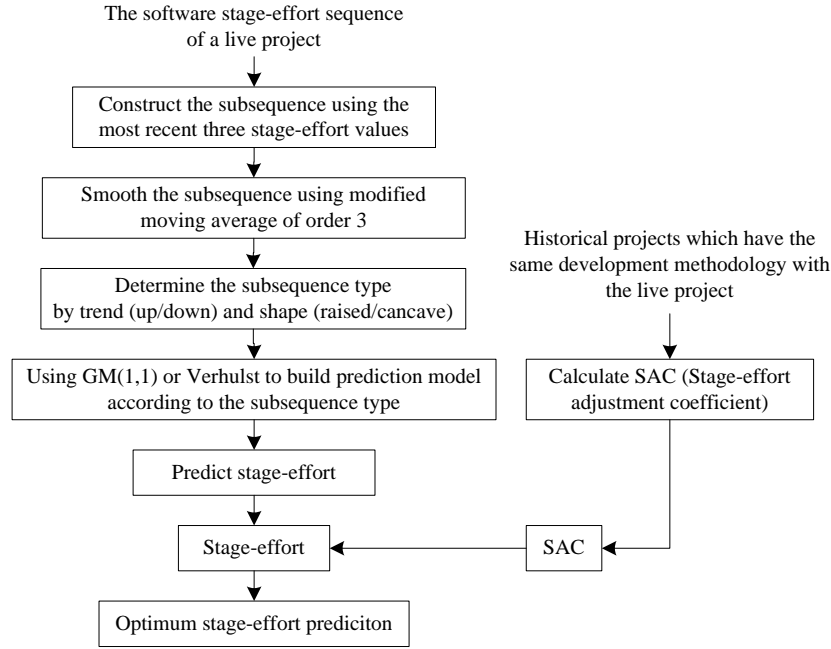 The software stage-effort sequence
of a live project
Construct the subsequence using the
most recent three stage-effort values
Smooth the subsequence using modified
moving average of order 3
Determine the subsequence type
by trend (up/down) and shape (raised/cancave)
Using GM(1,1) or Verhulst to build prediction model
according to the subsequence type
Predict stage-effort
Stage-effort
Optimum stage-effort prediciton
Historical projects which have the
same development methodology with
the live project
Calculate SAC (Stage-effort
adjustment coefficient)
SAC